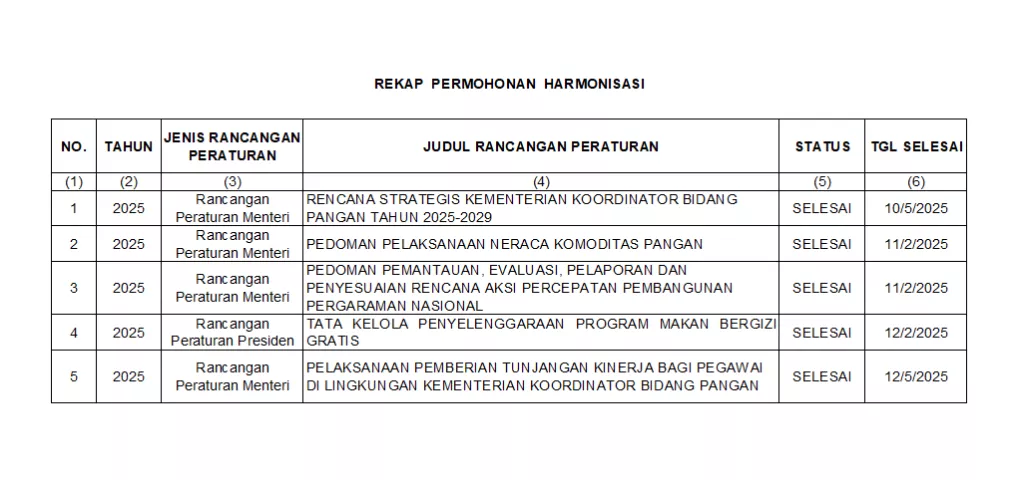 REKAP PERMOHONAN HARMONISASI
NO. TAHUN JENIS RANCANGAN PERATURAN JUDUL RANCANGAN PERATURAN STATUS TGL SELESAI
(1) (2) (3) (4) (5) (6)
1 2025 Rancangan Peraturan Menteri RENCANA STRATEGIS KEMENTERIAN KOORDINATOR BIDANG
PANGAN TAHUN 2025-2029 SELESAI 10/5/2025
2 2025 Rancangan Peraturan Menteri PEDOMAN PELAKSANAAN NERACA KOMODITAS PANGAN SELESAI 11/2/2025
3 2025 Rancangan Peraturan Menteri PEDOMAN PEMANTAUAN, EVALUASI, PELAPORAN DAN
PENYESUAIAN RENCANA AKSI PERCEPATAN PEMBANGUNAN
PERGARAMAN NASIONAL SELESAI 11/2/2025
4 2025 Rancangan Peraturan Presiden TATA KELOLA PENYELENGGARAAN PROGRAM MAKAN BERGIZI
GRATIS SELESAI 12/2/2025
5 2025 Rancangan Peraturan Menteri PELAKSANAAN PEMBERIAN TUNJANGAN KINERJA BAGI PEGAWAI
DI LINGKUNGAN KEMENTERIAN KOORDINATOR BIDANG PANGAN SELESAI 12/5/2025